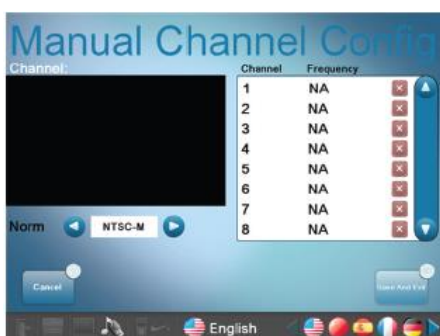 Manual Channel Config
Channel:
Channel Frequency
1 NA
2 NA
3 NA
4 NA
5 NA
6 NA
7 NA
8 NA
Norm NTSC-M
Cancel
Save And Exit
English